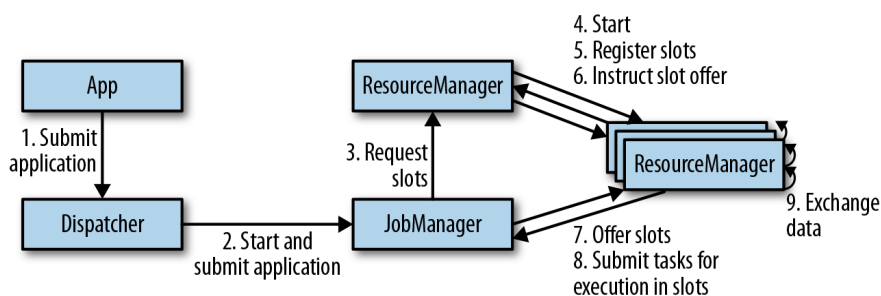 App
1. Submit
application
Dispatcher
2. Start and
submit application
ResourceManager
3. Request
slots
JobManager
4. Start
5. Register slots
6. Instruct slot offer
ResourceManager
7. Offer slots
8. Submit tasks for
execution in slots
9. Exchange
data